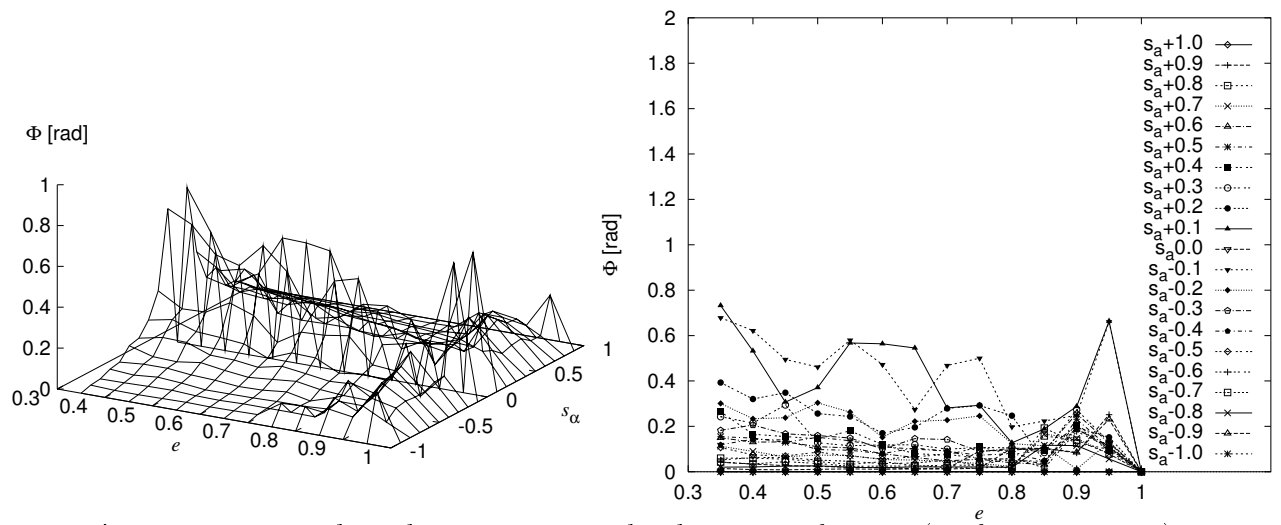 Φ [rad]
1
0.8
0.6
0.4
0.2
0
0.3
0.4
0.5
0.6
0.7
0.8
0.9
1
e
-1
-0.5
0
0.5
1
sα
Φ [rad]
2
1.8
1.6
1.4
1.2
1
0.8
0.6
0.4
0.2
0
0.3 0.4 0.5 0.6 0.7 0.8 0.9 1
e
sa+1.0
sa+0.9
sa+0.8
sa+0.7
sa+0.6
sa+0.5
sa+0.4
sa+0.3
sa+0.2
sa+0.1
sa0.0
sa-0.1
sa-0.2
sa-0.3
sa-0.4
sa-0.5
sa-0.6
sa-0.7
sa-0.8
sa-0.9
sa-1.0